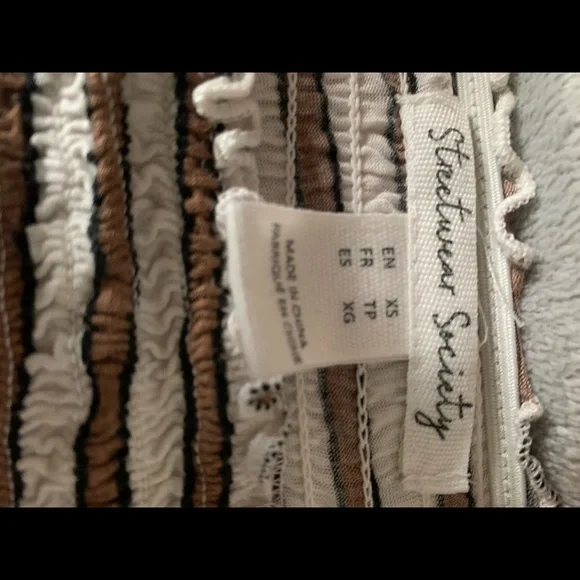 Streetwear Society
EN XS
FR TP
ES XG
MADE IN CHINA
FABRIQUÉ EN CHINE